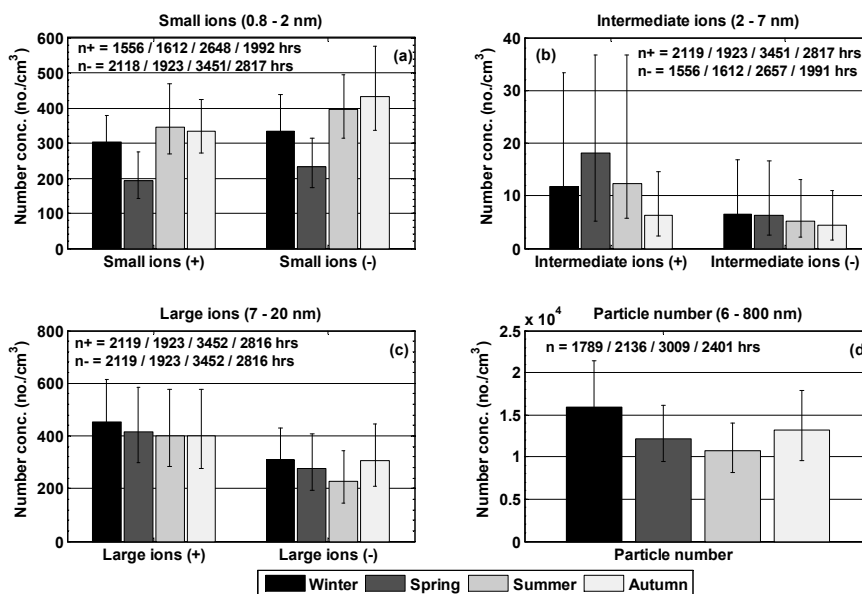 Small ions (0.8 - 2 nm)
n+ = 1556 / 1612 / 2648 / 1992 hrs
n- = 2118 / 1923 / 3451/ 2817 hrs
(a)
600
500
400
300
200
100
0
Number conc. (no./cm³)
Small ions (+) Small ions (-)
Intermediate ions (2 - 7 nm)
(b)
n+ = 2119 / 1923 / 3451 / 2817 hrs
n- = 1556 / 1612 / 2657 / 1991 hrs
40
30
20
10
0
Number conc. (no./cm³)
Intermediate ions (+) Intermediate ions (-)
Large ions (7 - 20 nm)
n+ = 2119 / 1923 / 3452 / 2816 hrs
n- = 2119 / 1923 / 3452 / 2816 hrs
(c)
800
600
400
200
0
Number conc. (no./cm³)
Large ions (+) Large ions (-)
Particle number (6 - 800 nm)
x 10⁴
n = 1789 / 2136 / 3009 / 2401 hrs
(d
2.5
2
1.5
1
0.5
0
Number conc. (no./cm³)
Particle number
Winter Spring Summer Autumn